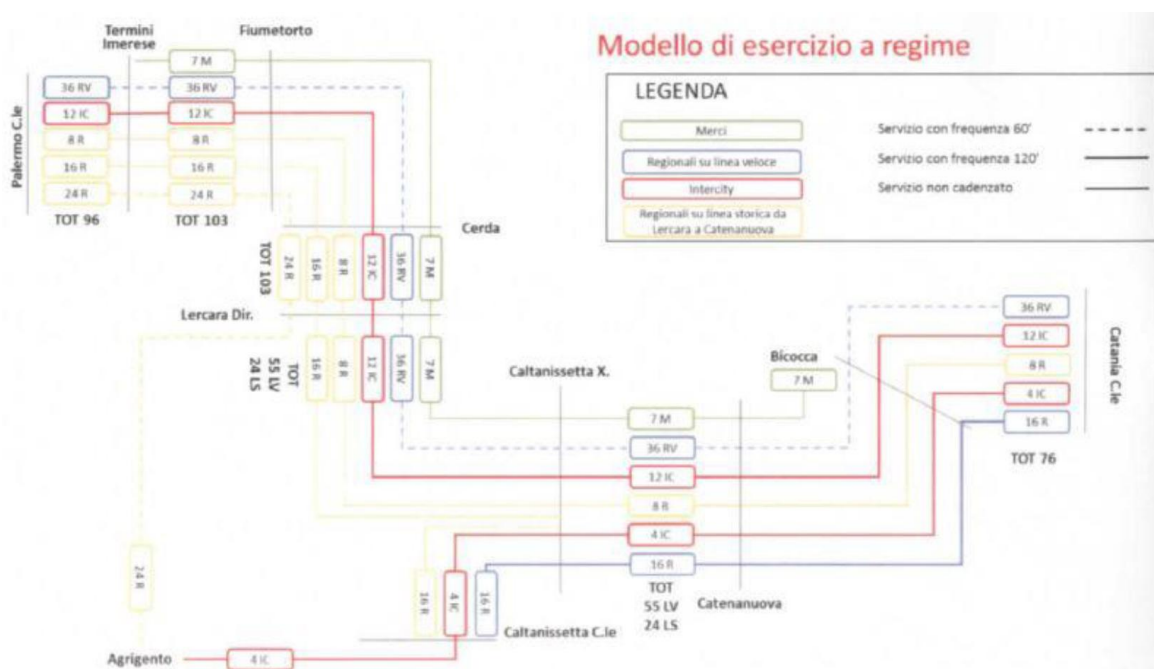 Modello di esercizio a regime
LEGENDA
Merci
Regionali su linea veloce
Intercity
Regionali su linea storica da
Lercara a Catenanuova
Servizio con frequenza 60'
Servizio con frequenza 120'
Servizio non cadenzato
Termini
Imerese
Fiumetorto
Palermo C.le
7 M
36 RV
36 RV
12 IC
12 IC
8 R
8 R
16 R
16 R
24 R
24 R
TOT 96
TOT 103
Cerda
TOT 103
24 R
16 R
8 R
12 IC
36 RV
7 M
Lercara Dir.
TOT
55 LV
24 LS
16 R
8 R
12 IC
36 RV
7 M
Caltanissetta X.
Bicocca
7 M
7 M
36 RV
12 IC
8 R
4 IC
16 R
TOT
55 LV
24 LS
Catenanuova
36 RV
12 IC
8 R
4 IC
16 R
Catania C.le
TOT 76
24 R
16 R
4 IC
16 R
Caltanissetta C.le
Agrigento
4 IC